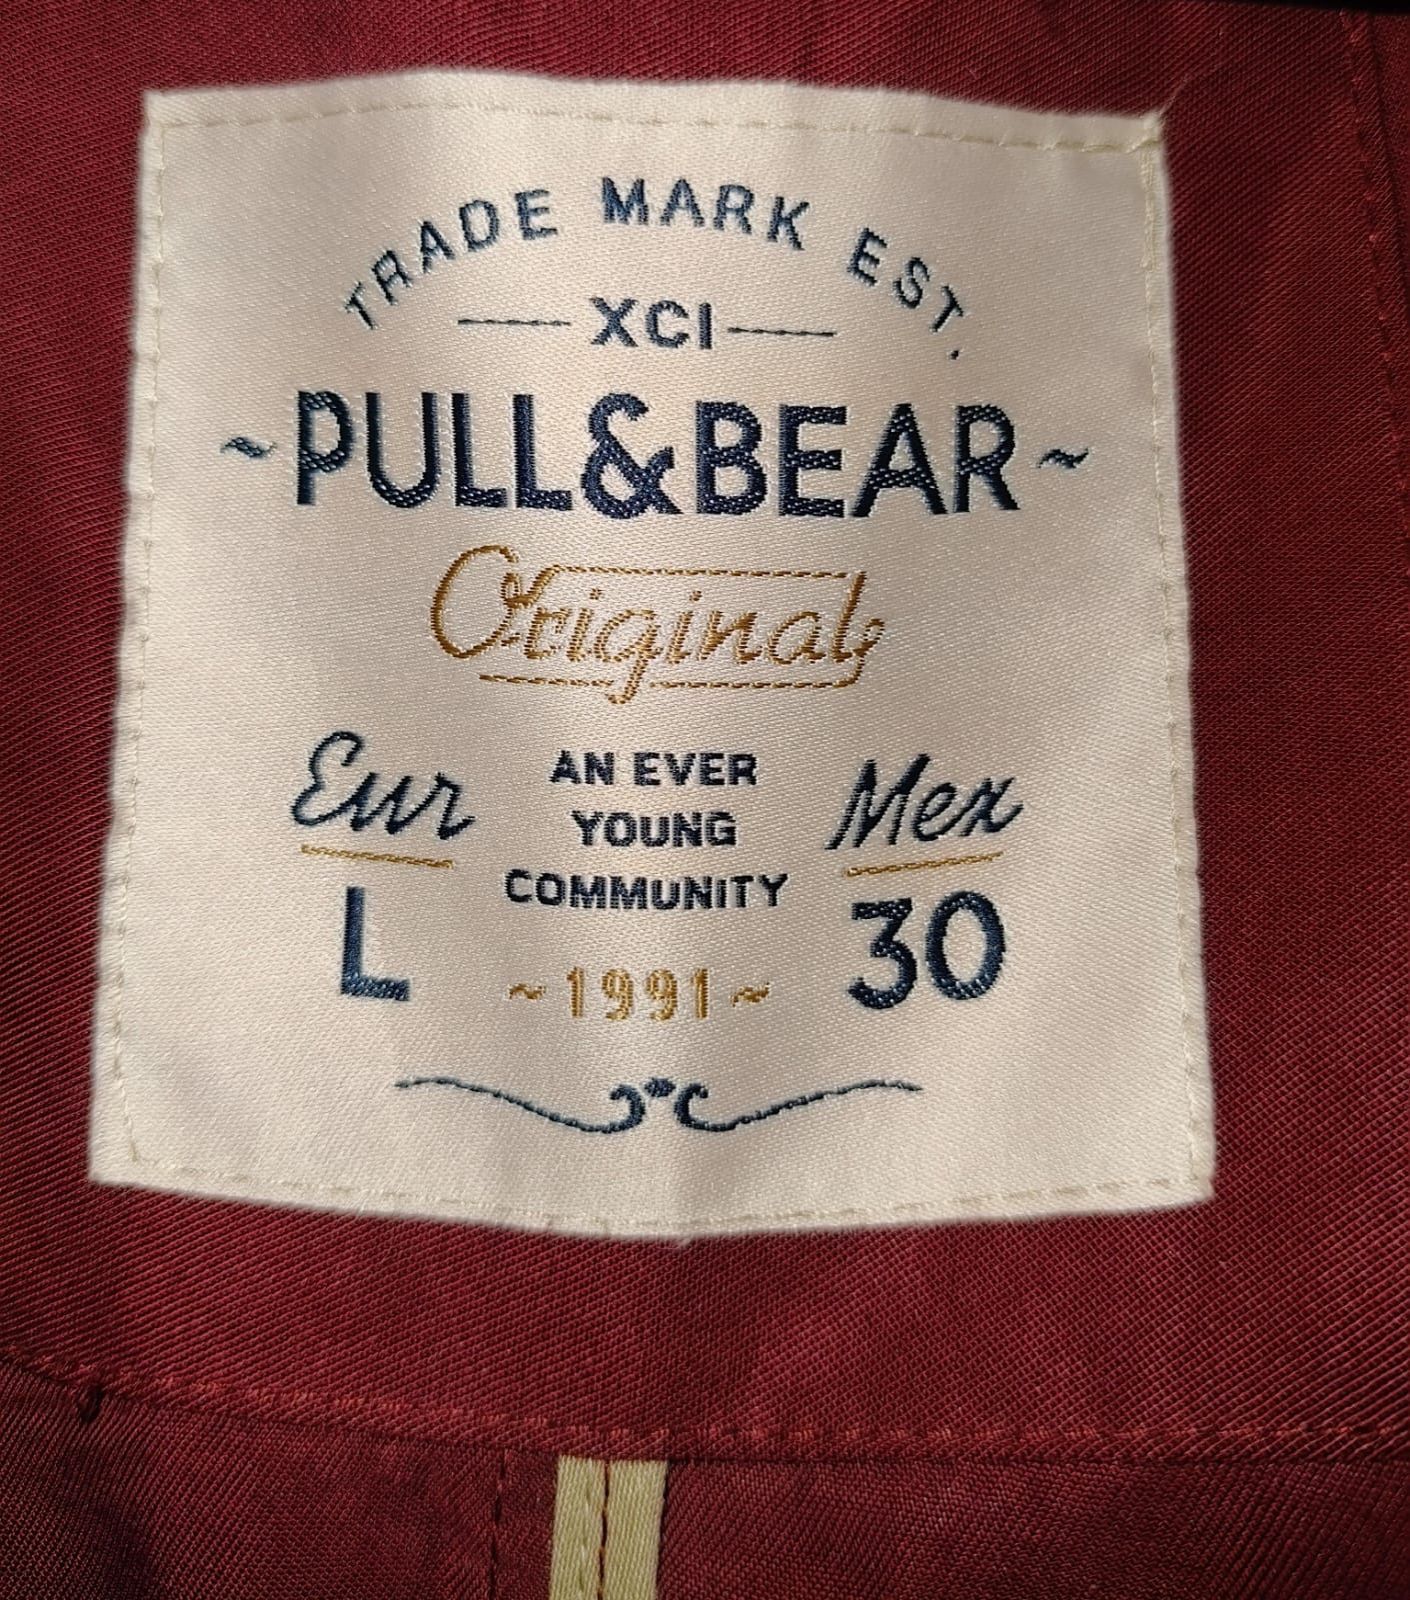 TRADE MARK EST.
XCI
~PULL&BEAR~
Original
Eur
L
AN EVER
YOUNG
COMMUNITY
~1991~
Mex
30